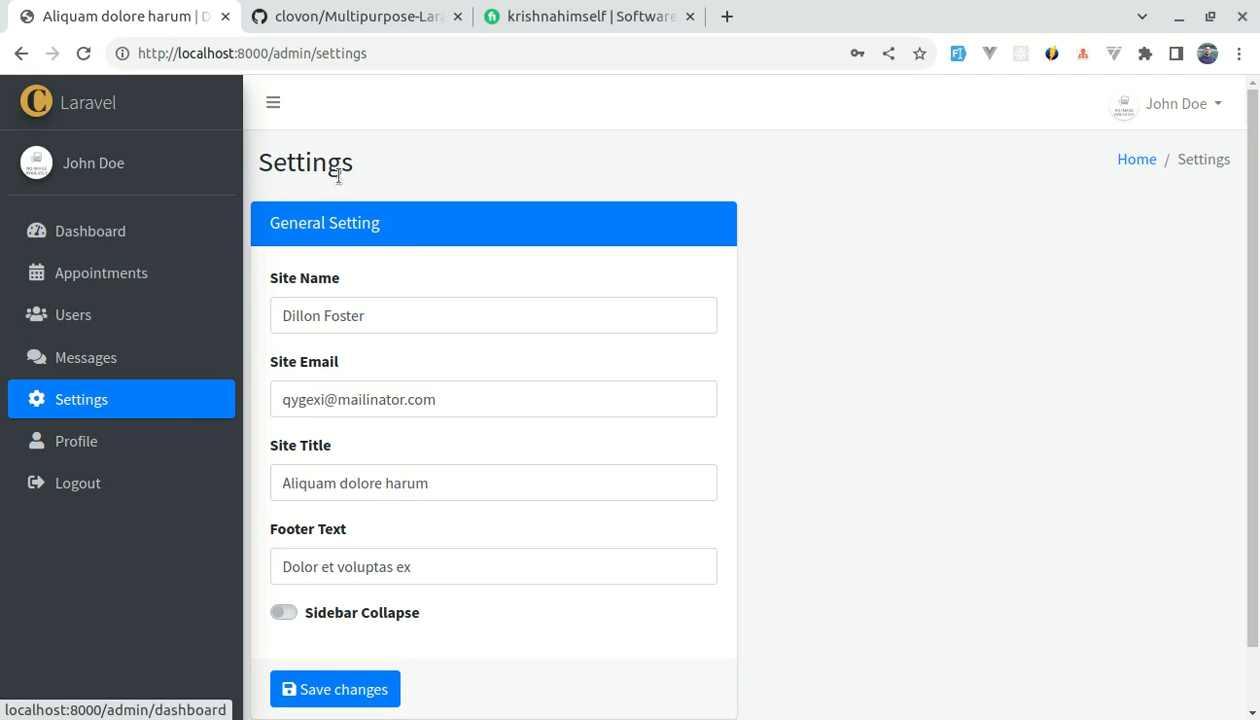 Aliquam dolore harum | D
clovon/Multipurpose-Lara
krishnahimself | Software
http://localhost:8000/admin/settings
C Laravel
John Doe
John Doe
Settings
Home / Settings
Dashboard
Appointments
Users
Messages
Settings
Profile
Logout
General Setting
Site Name
Dillon Foster
Site Email
qygexi@mailinator.com
Site Title
Aliquam dolore harum
Footer Text
Dolor et voluptas ex
Sidebar Collapse
Save changes
localhost:8000/admin/dashboard